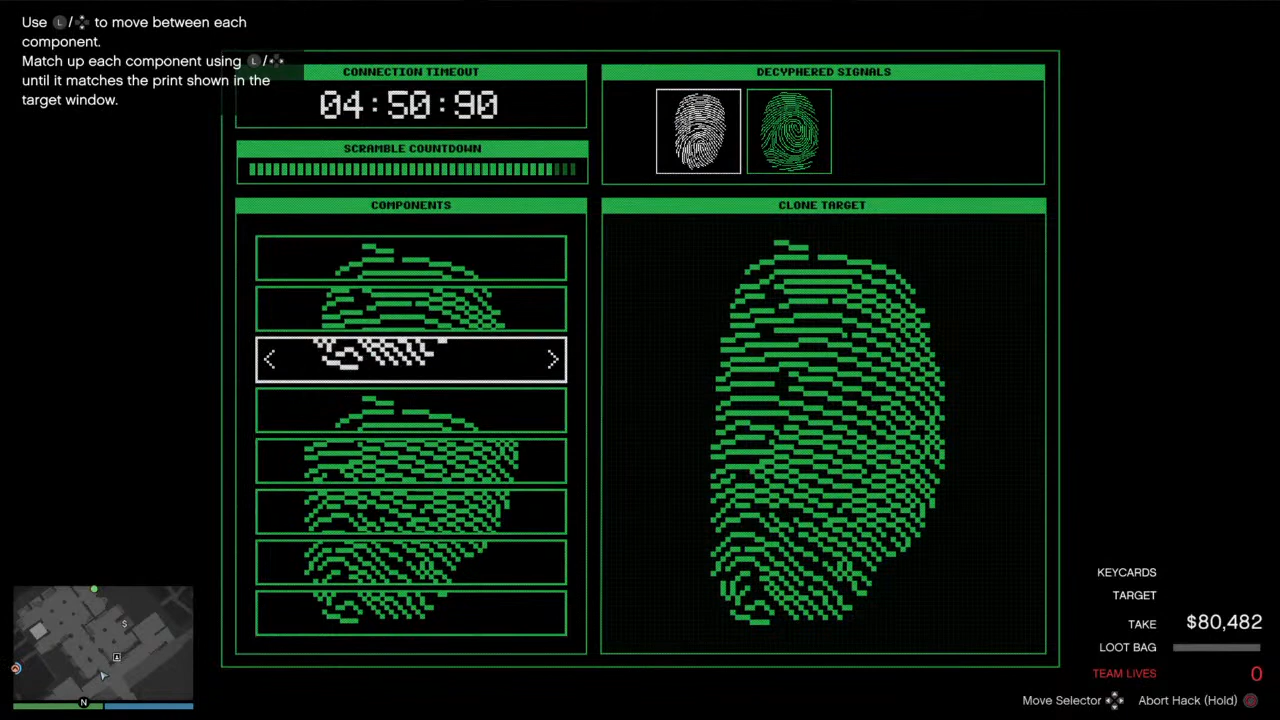 Use L/ to move between each
component.
Match up each component using L/
until it matches the print shown in the
target window.
CONNECTION TIMEOUT
04:50:90
DECYPHERED SIGNALS
SCRAMBLE COUNTDOWN
COMPONENTS
CLONE TARGET
< >
KEYCARDS
TARGET
TAKE $80,482
LOOT BAG
TEAM LIVES 0
Move Selector Abort Hack (Hold)
$
N